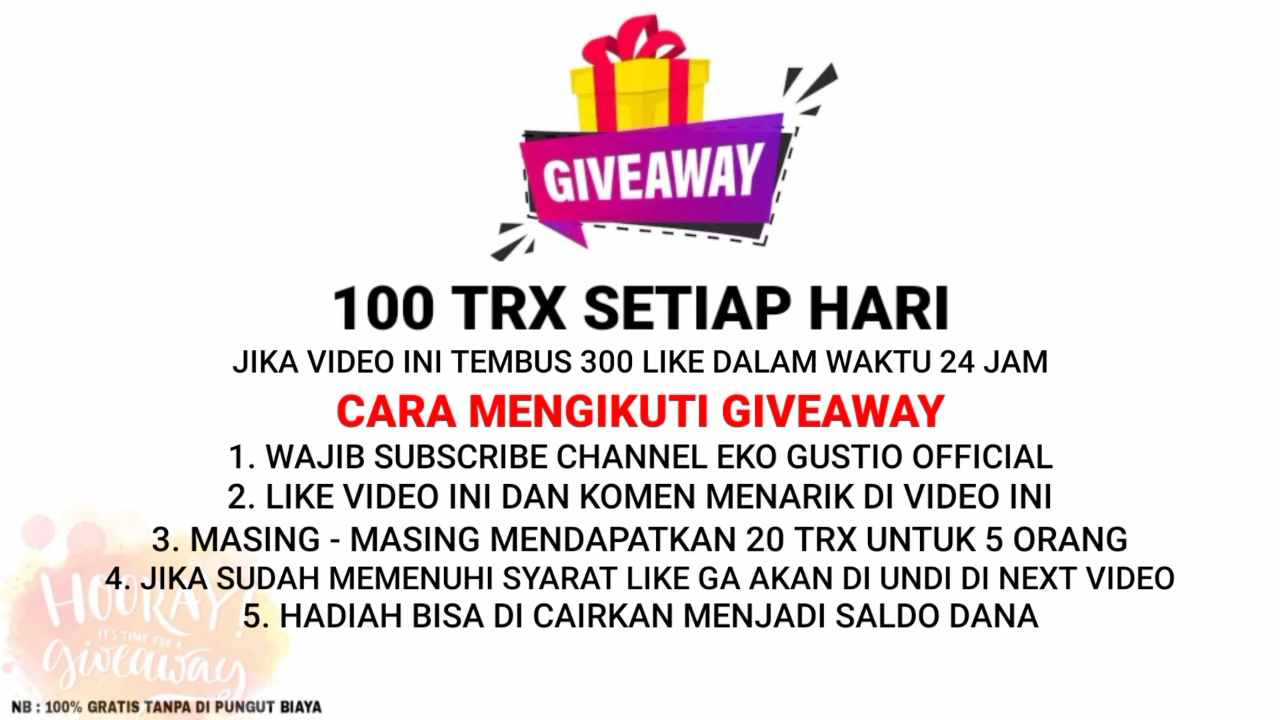 GIVEAWAY
100 TRX SETIAP HARI
JIKA VIDEO INI TEMBUS 300 LIKE DALAM WAKTU 24 JAM
CARA MENGIKUTI GIVEAWAY
1. WAJIB SUBSCRIBE CHANNEL EKO GUSTIO OFFICIAL
2. LIKE VIDEO INI DAN KOMEN MENARIK DI VIDEO INI
3. MASING - MASING MENDAPATKAN 20 TRX UNTUK 5 ORANG
4. JIKA SUDAH MEMENUHI SYARAT LIKE GA AKAN DI UNDI DI NEXT VIDEO
5. HADIAH BISA DI CAIRKAN MENJADI SALDO DANA
HOORAY!
IT'S TIME FOR A
giveaway
NB : 100% GRATIS TANPA DI PUNGUT BIAYA